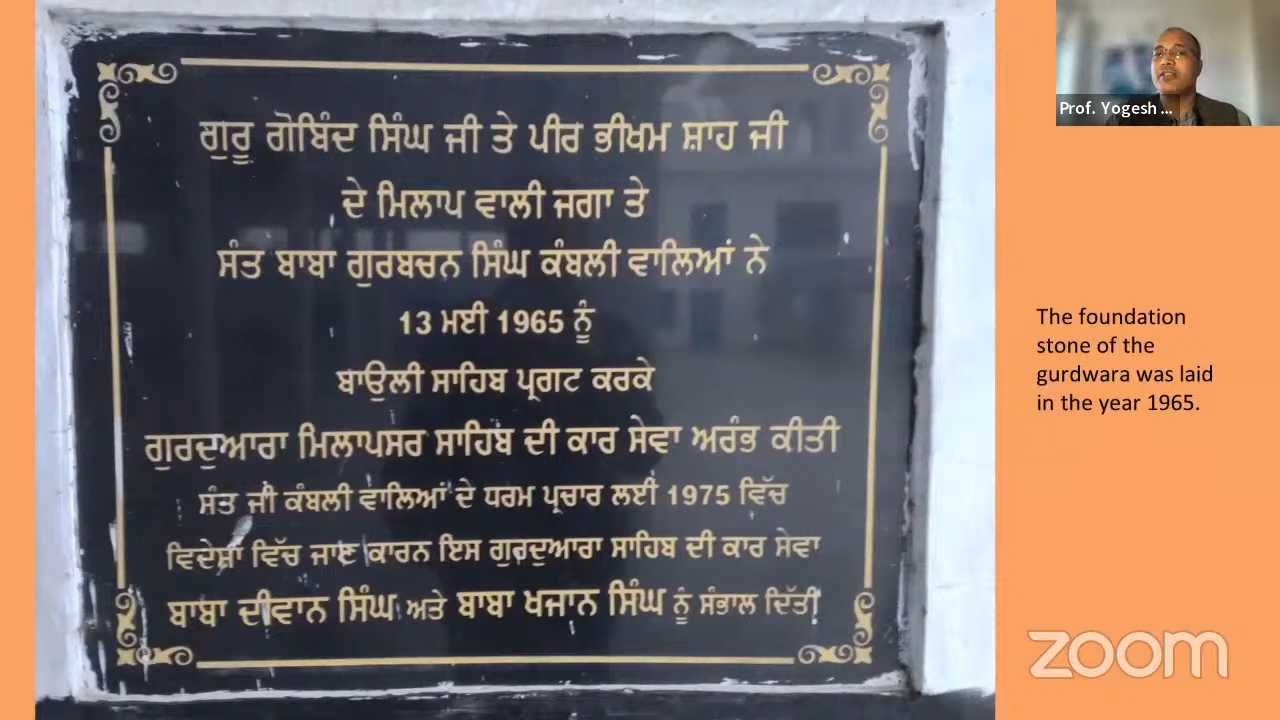 ਗੁਰੂ ਗੋਬਿੰਦ ਸਿੰਘ ਜੀ ਤੇ ਪੀਰ ਭੀਖਮ ਸ਼ਾਹ ਜੀ
ਦੇ ਮਿਲਾਪ ਵਾਲੀ ਜਗਾ ਤੇ
ਸੰਤ ਬਾਬਾ ਗੁਰਬਚਨ ਸਿੰਘ ਕੰਬਲੀ ਵਾਲਿਆਂ ਨੇ
13 ਮਈ 1965 ਨੂੰ
ਬਾਉਲੀ ਸਾਹਿਬ ਪ੍ਰਗਟ ਕਰਕੇ
ਗੁਰਦੁਆਰਾ ਮਿਲਾਪਸਰ ਸਾਹਿਬ ਦੀ ਕਾਰ ਸੇਵਾ ਅਰੰਭ ਕੀਤੀ
ਸੰਤ ਜੀ ਕੰਬਲੀ ਵਾਲਿਆਂ ਦੇ ਧਰਮ ਪ੍ਰਚਾਰ ਲਈ 1975 ਵਿੱਚ
ਵਿਦੇਸ਼ਾਂ ਵਿੱਚ ਜਾਣ ਕਾਰਨ ਇਸ ਗੁਰਦੁਆਰਾ ਸਾਹਿਬ ਦੀ ਕਾਰ ਸੇਵਾ
ਬਾਬਾ ਦੀਵਾਨ ਸਿੰਘ ਅਤੇ ਬਾਬਾ ਖਜਾਨ ਸਿੰਘ ਨੂੰ ਸੰਭਾਲ ਦਿੱਤੀ
Prof. Yogesh ...
The foundation
stone of the
gurdwara was laid
in the year 1965.
zoom